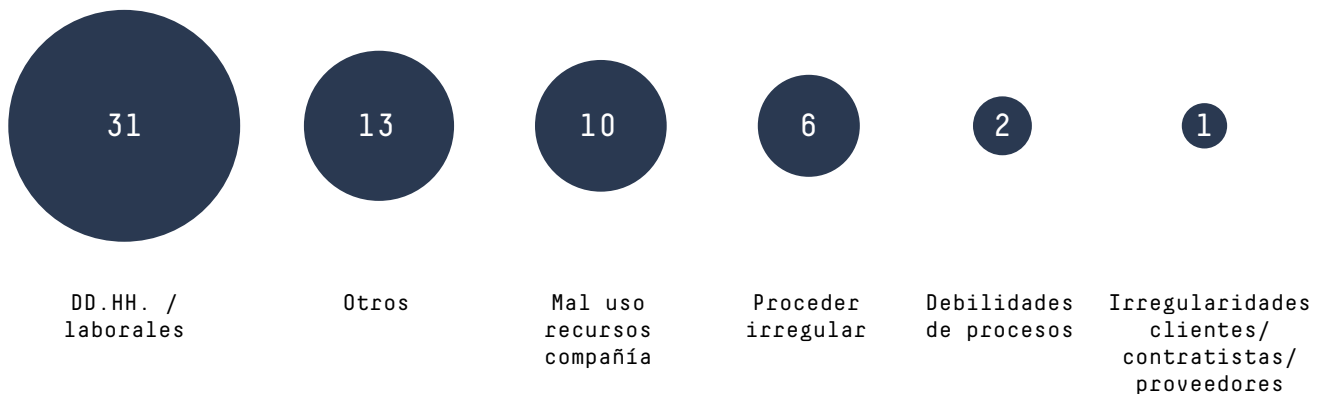 31
13
10
6
2
1
DD.HH. /
laborales
Otros
Mal uso
recursos
compañía
Proceder
irregular
Debilidades
de procesos
Irregularidades
clientes/
contratistas/
proveedores